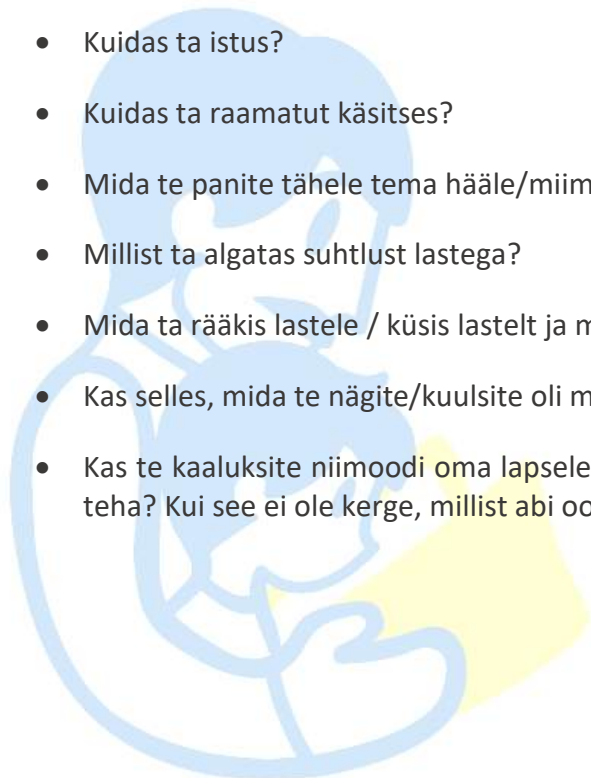 • Kuidas ta istus?
• Kuidas ta raamatut käsitses?
• Mida te panite tähele tema hääle/miim
• Millist ta algatas suhtlust lastega?
• Mida ta rääkis lastele / küsis lastelt ja m
• Kas selles, mida te nägite/kuulsite oli m
• Kas te kaaluksite niimoodi oma lapsele
teha? Kui see ei ole kerge, millist abi oo